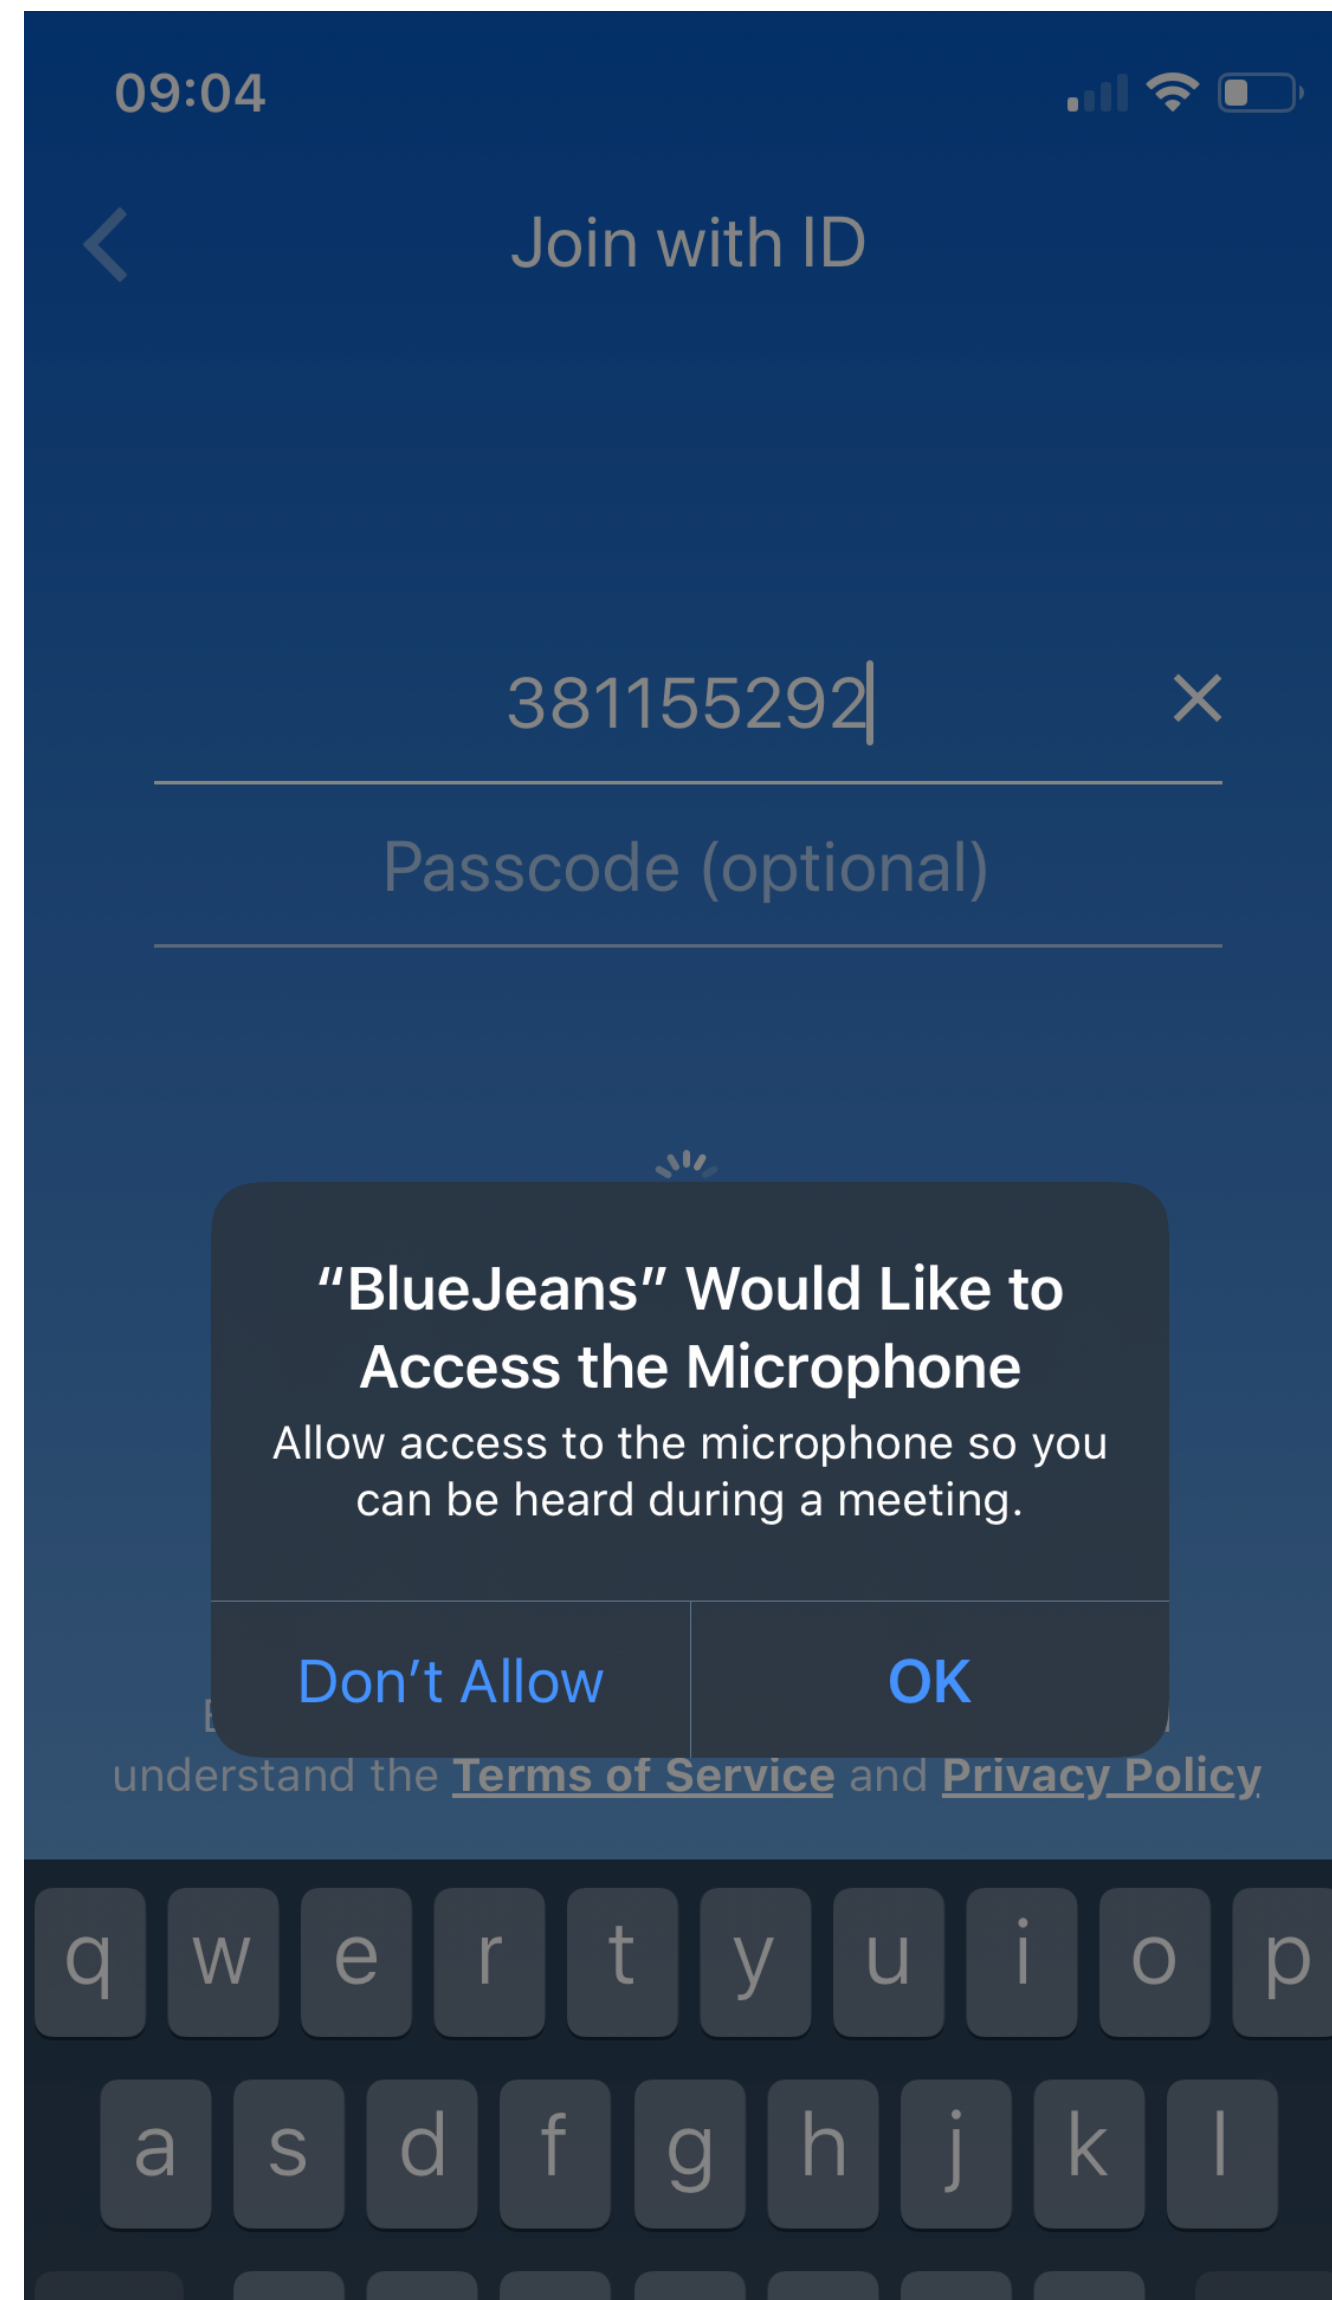 09:04
Join with ID
381155292
Passcode (optional)
“BlueJeans” Would Like to
Access the Microphone
Allow access to the microphone so you
can be heard during a meeting.
Don’t Allow
OK
understand the Terms of Service and Privacy Policy.
q w e r t y u i o p
a s d f g h j k l